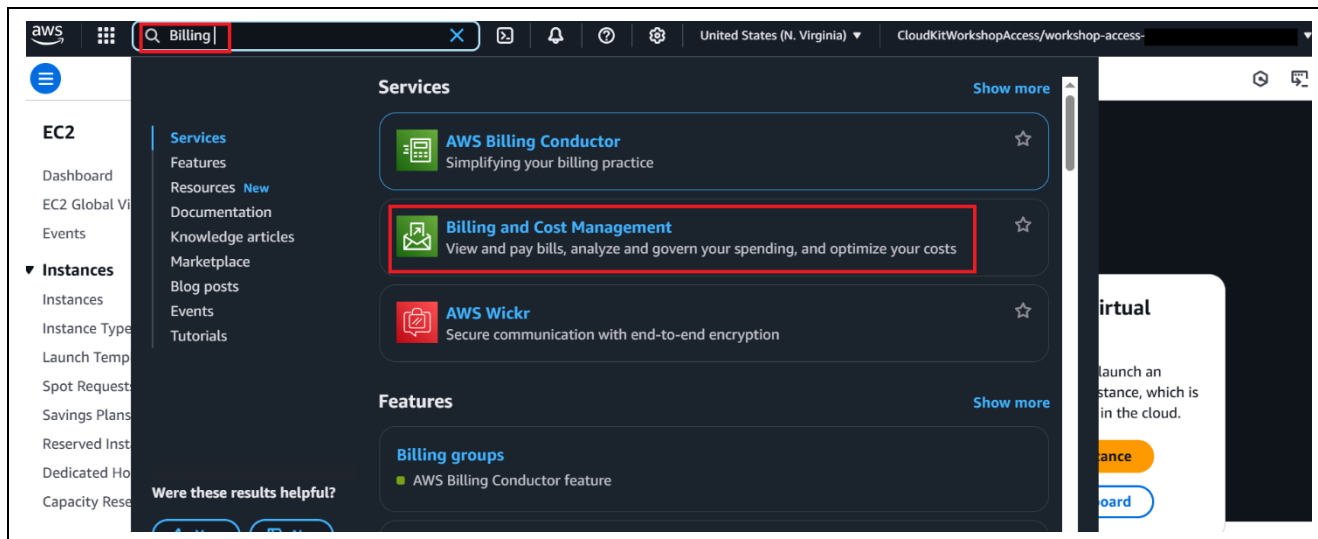 aws
Billing
United States (N. Virginia) ▼
CloudKitWorkshopAccess/workshop-access-
EC2
Dashboard
EC2 Global Vi
Events
▼ Instances
Instances
Instance Type
Launch Temp
Spot Request
Savings Plans
Reserved Inst
Dedicated Ho
Capacity Rese
Services
Features
Resources New
Documentation
Knowledge articles
Marketplace
Blog posts
Events
Tutorials
Were these results helpful?
Services
Show more
AWS Billing Conductor
Simplifying your billing practice
Billing and Cost Management
View and pay bills, analyze and govern your spending, and optimize your costs
AWS Wickr
Secure communication with end-to-end encryption
Features
Show more
Billing groups
AWS Billing Conductor feature
irtual
launch an
stance, which is
in the cloud.
tance
oard